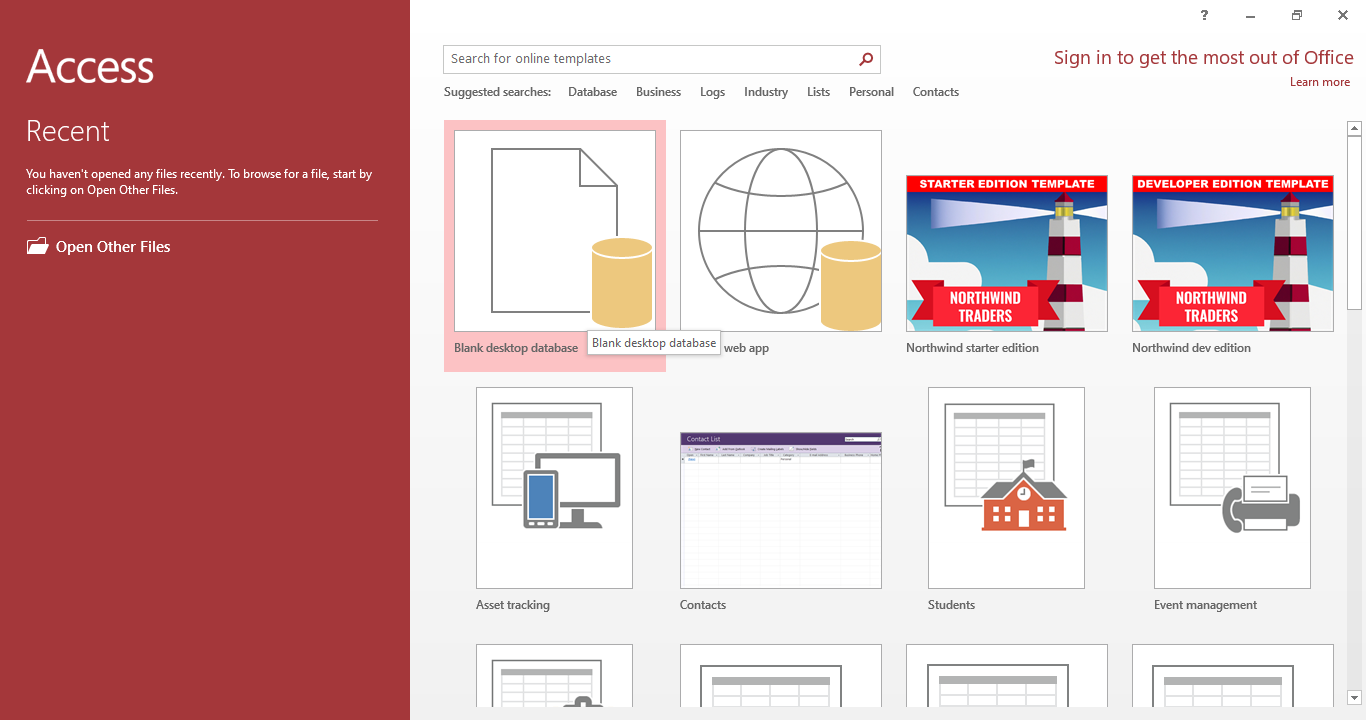 ?
Access
Recent
You haven't opened any files recently. To browse for a file, start by
clicking on Open Other Files.
Open Other Files
Search for online templates
Sign in to get the most out of Office
Learn more
Suggested searches: Database Business Logs Industry Lists Personal Contacts
STARTER EDITION TEMPLATE
NORTHWIND
TRADERS
DEVELOPER EDITION TEMPLATE
NORTHWIND
TRADERS
Blank desktop database
Blank desktop database
web app
Northwind starter edition
Northwind dev edition
Contact List
Asset tracking
Contacts
Students
Event management